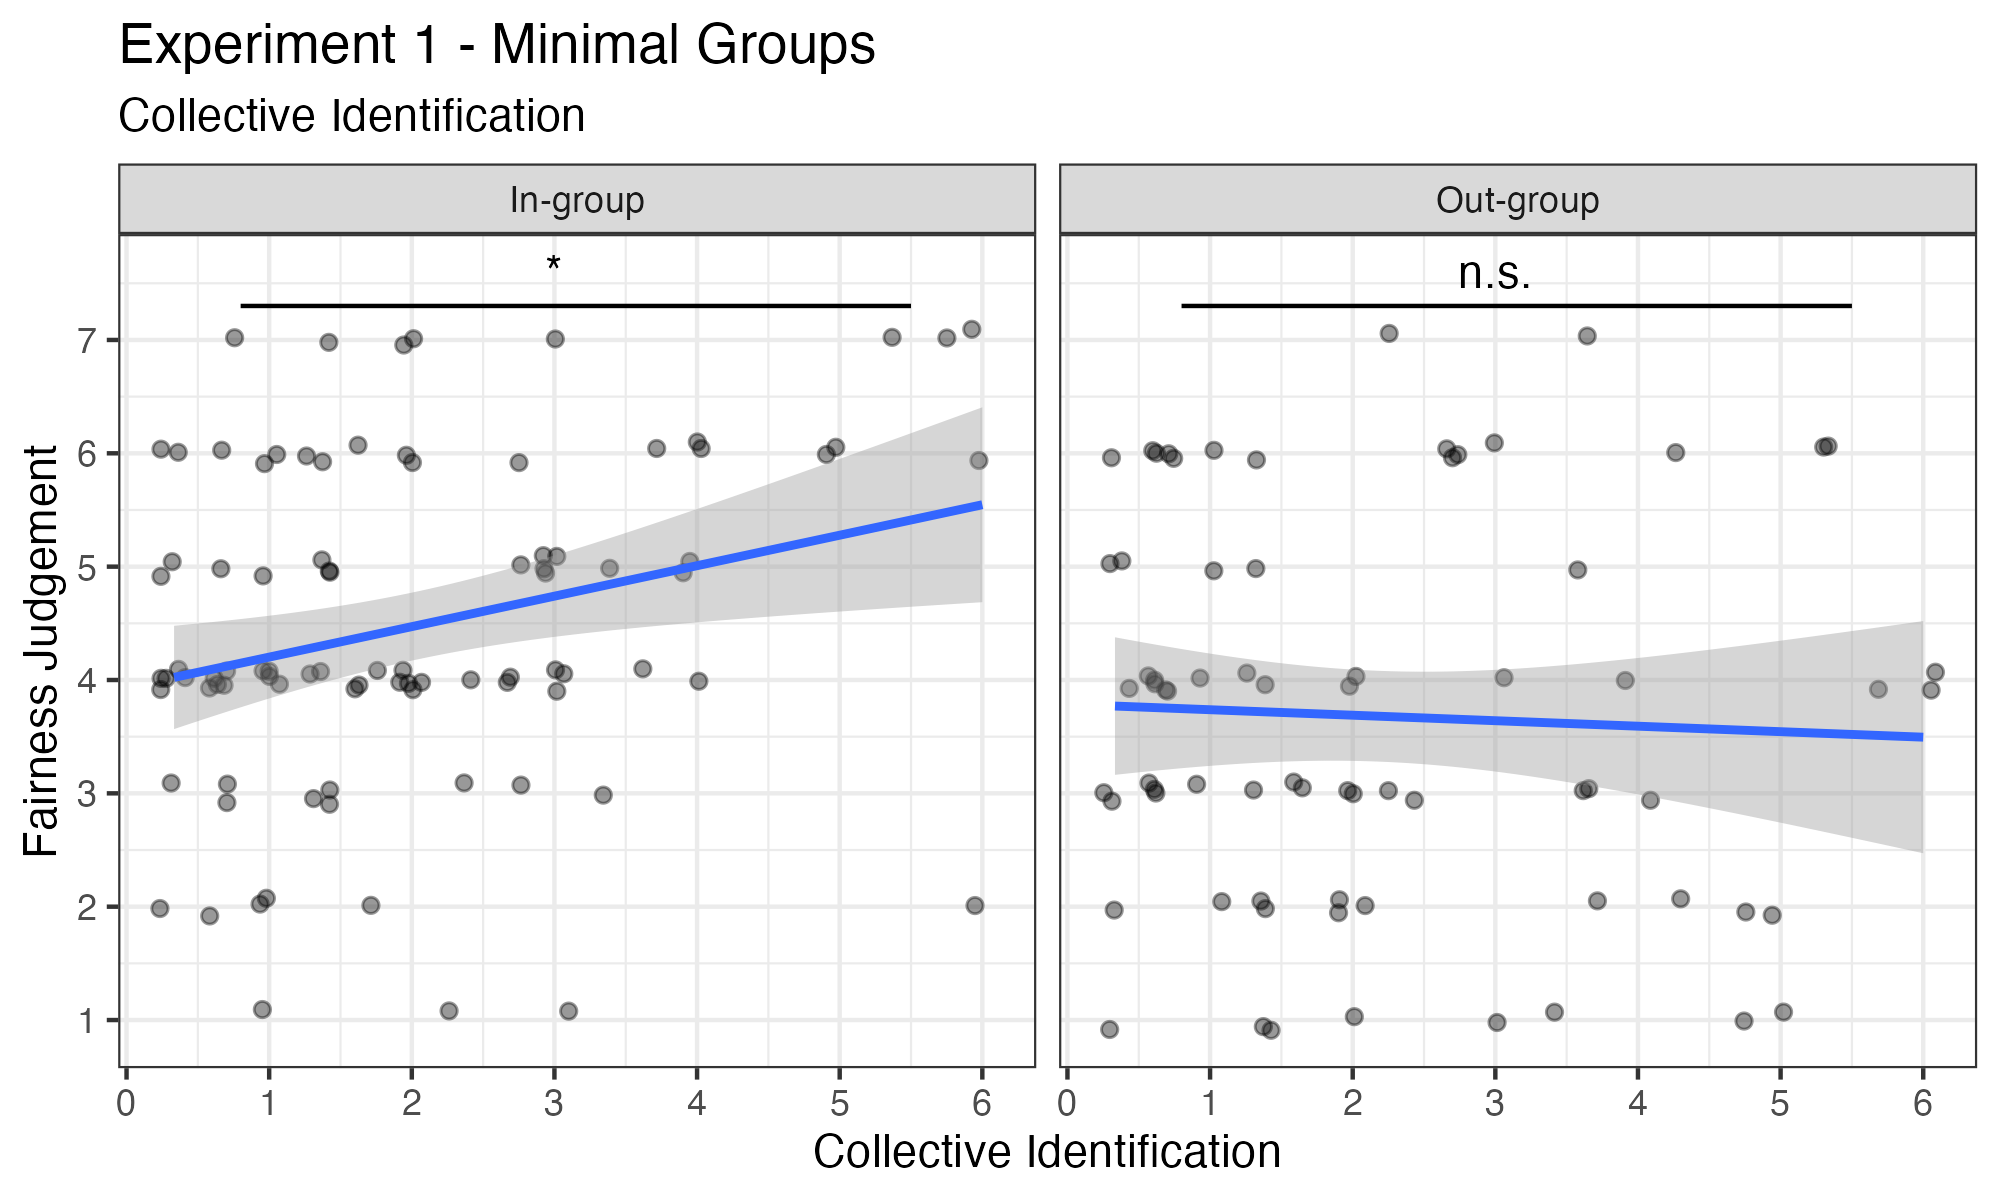 Experiment 1 - Minimal Groups
Collective Identification
In-group
Out-group
*
n.s.
Fairness Judgement
7
6
5
4
3
2
1
0 1 2 3 4 5 6
0 1 2 3 4 5 6
Collective Identification